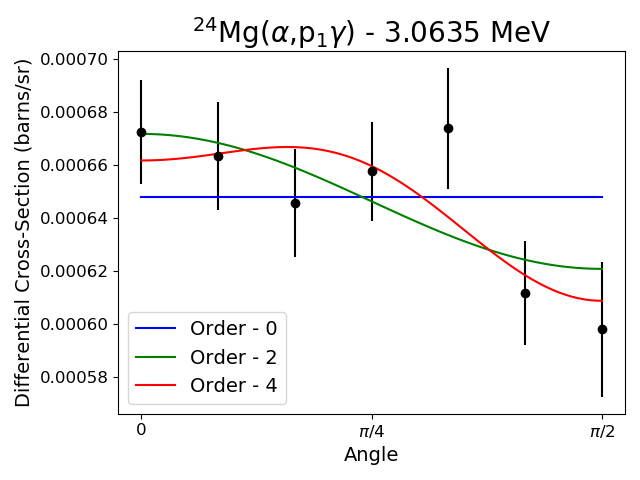 ²⁴Mg(α,p₁γ) - 3.0635 MeV
Differential Cross-Section (barns/sr)
0.00070
0.00068
0.00066
0.00064
0.00062
0.00060
0.00058
Order - 0
Order - 2
Order - 4
0
π/4
π/2
Angle